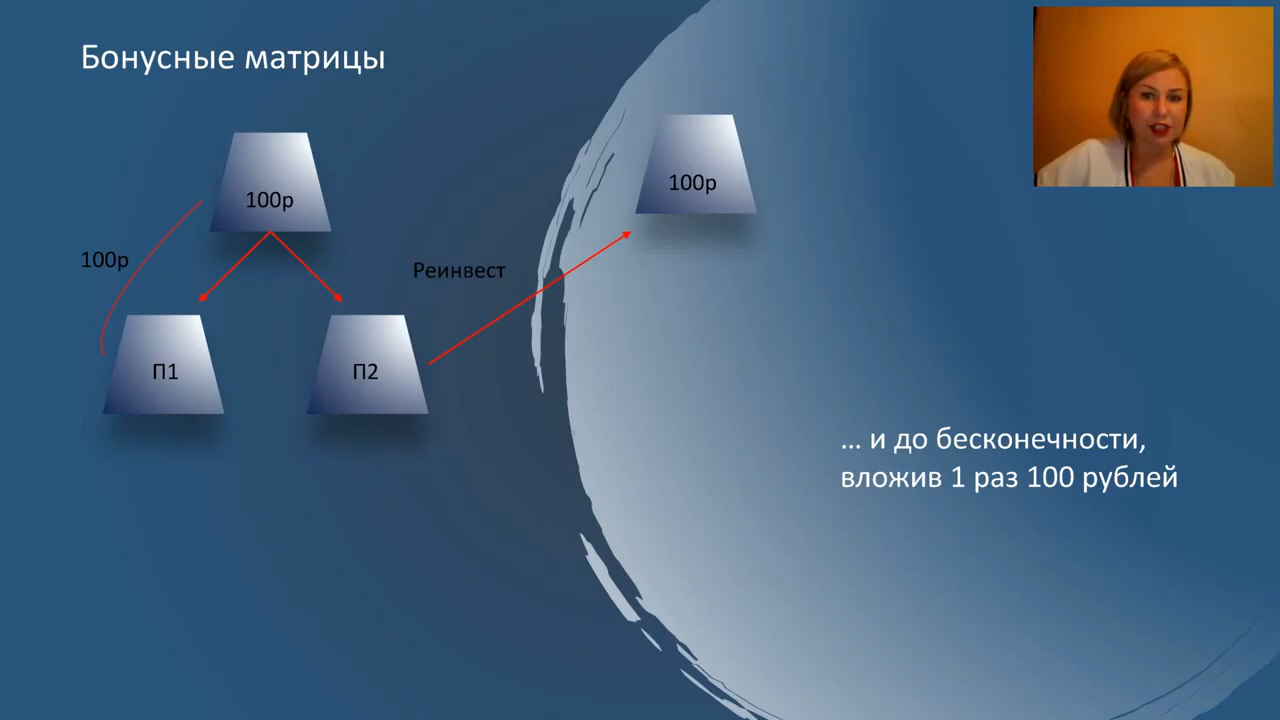 Бонусные матрицы
100р
100р
100р
Реинвест
П1
П2
... и до бесконечности,
вложив 1 раз 100 рублей